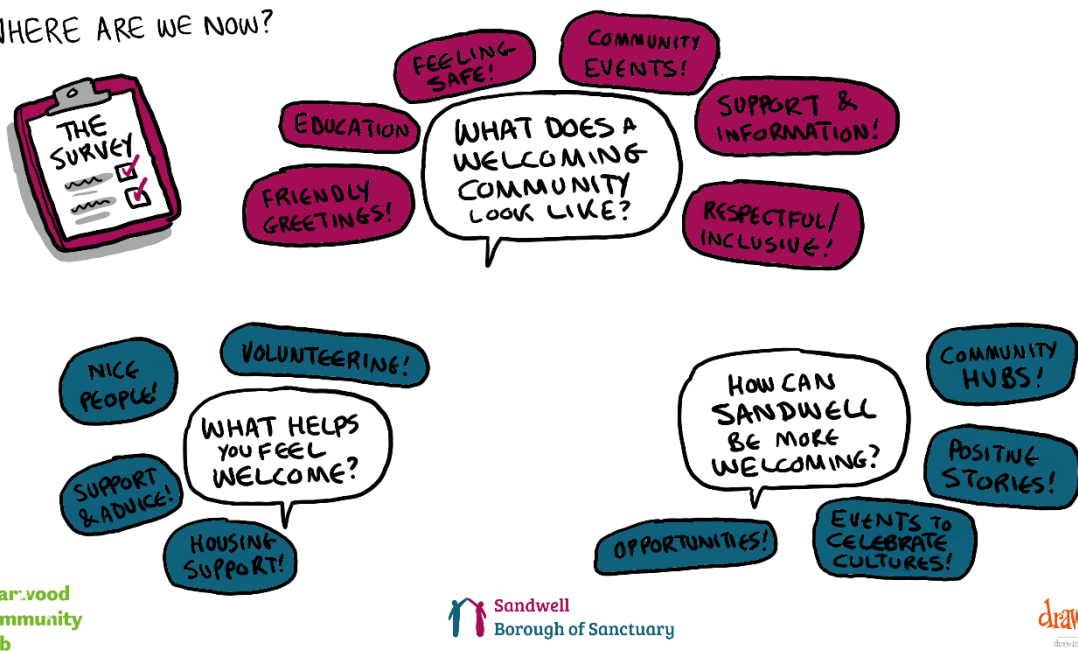 WHERE ARE WE NOW?
THE
SURVEY
FRIENDLY
GREETINGS!
EDUCATION
FEELING
SAFE!
COMMUNITY
EVENTS!
SUPPORT &
INFORMATION!
RESPECTFUL/
INCLUSIVE!
WHAT DOES A
WELCOMING
COMMUNITY
LOOK LIKE?
NICE
PEOPLE!
VOLUNTEERING!
WHAT HELPS
YOU FEEL
WELCOME?
SUPPORT
& ADVICE!
HOUSING
SUPPORT!
HOW CAN
SANDWELL
BE MORE
WELCOMING?
COMMUNITY
HUBS!
POSITIVE
STORIES!
EVENTS TO
CELEBRATE
CULTURES!
OPPORTUNITIES!
Sandwell
Borough of Sanctuary